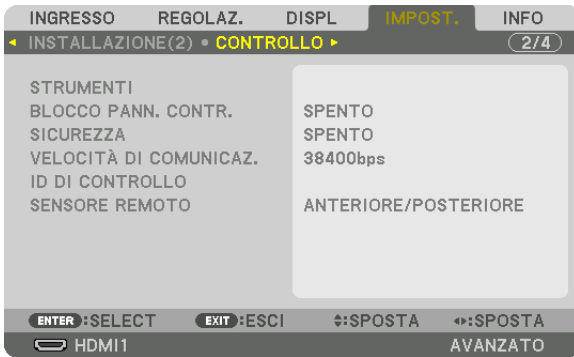 INGRESSO REGOLAZ. DISPL IMPOST. INFO
INSTALLAZIONE(2) • CONTROLLO 2/4
STRUMENTI
BLOCCO PANN. CONTR. SPENTO
SICUREZZA SPENTO
VELOCITÀ DI COMUNICAZ. 38400bps
ID DI CONTROLLO
SENSORE REMOTO ANTERIORE/POSTERIORE
ENTER :SELECT EXIT :ESCI :SPOSTA :SPOSTA
HDMI1 AVANZATO